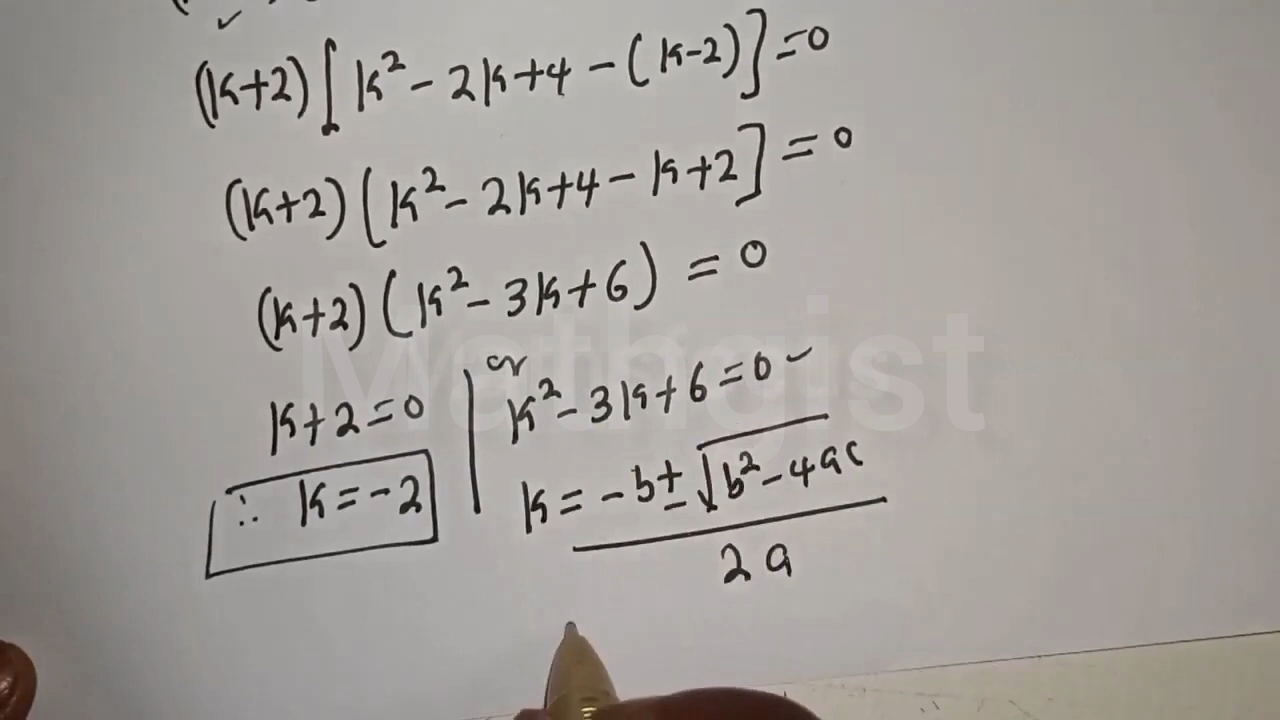 (k+2)[k²-2k+4-(k-2)]=0
(k+2)(k²-2k+4-k+2]=0
(k+2)(k²-3k+6)=0
k+2=0 | or k²-3k+6=0 ✓
∴ k=-2 | k=-b±√b²-4ac
2a
Mathgist